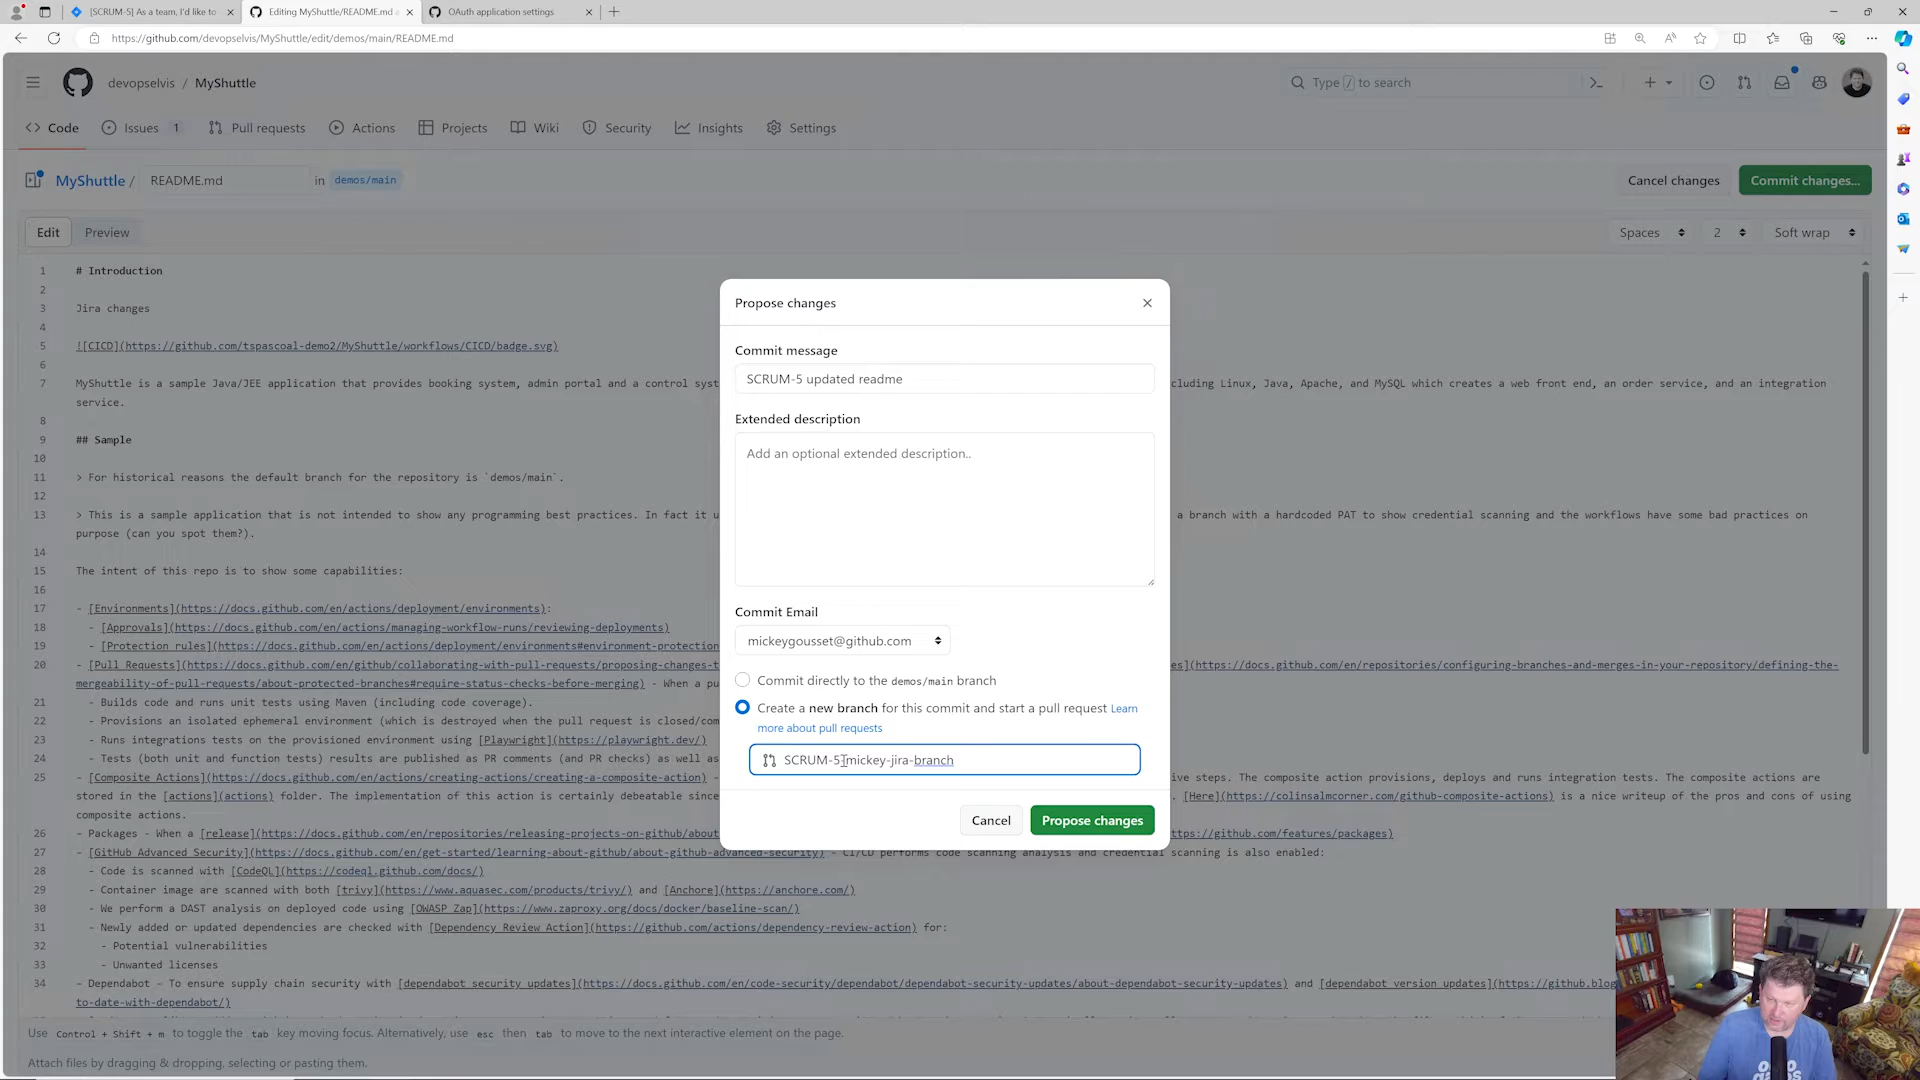 [SCRUM-5] As a team, I'd like to
Editing MyShuttle/README.md a
OAuth application settings
https://github.com/devopselvis/MyShuttle/edit/demos/main/README.md
devopselvis / MyShuttle
Type / to search
Code
Issues 1
Pull requests
Actions
Projects
Wiki
Security
Insights
Settings
MyShuttle / README.md in demos/main
Cancel changes
Commit changes...
Edit
Preview
Spaces
2
Soft wrap
1 # Introduction
2
3 Jira changes
4
5 ![CICD](https://github.com/tspascoal-demo2/MyShuttle/workflows/CICD/badge.svg)
6
7 MyShuttle is a sample Java/JEE application that provides booking system, admin portal and a control syst cluding Linux, Java, Apache, and MySQL which creates a web front end, an order service, and an integration
service.
8
9 ## Sample
10
11 > For historical reasons the default branch for the repository is `demos/main`.
12
13 > This is a sample application that is not intended to show any programming best practices. In fact it u a branch with a hardcoded PAT to show credential scanning and the workflows have some bad practices on
purpose (can you spot them?).
14
15 The intent of this repo is to show some capabilities:
16
17 - [Environments](https://docs.github.com/en/actions/deployment/environments):
18 - [Approvals](https://docs.github.com/en/actions/managing-workflow-runs/reviewing-deployments)
19 - [Protection rules](https://docs.github.com/en/actions/deployment/environments#environment-protection
20 - [Pull Requests](https://docs.github.com/en/github/collaborating-with-pull-requests/proposing-changes-t es](https://docs.github.com/en/repositories/configuring-branches-and-merges-in-your-repository/defining-the-
mergeability-of-pull-requests/about-protected-branches#require-status-checks-before-merging) - When a pu
21 - Builds code and runs unit tests using Maven (including code coverage).
22 - Provisions an isolated ephemeral environment (which is destroyed when the pull request is closed/com
23 - Runs integrations tests on the provisioned environment using [Playwright](https://playwright.dev/)
24 - Tests (both unit and function tests) results are presented as PR comments (and PR checks) as well as
25 - [Composite Actions](https://docs.github.com/en/actions/creating-actions/creating-a-composite-action) - ive steps. The composite action provisions, deploys and runs integration tests. The composite actions are
stored in the [actions](actions) folder. The implementation of this action is certainly debeatable since . [Here](https://colinsalmcorner.com/github-composite-actions) is a nice writeup of the pros and cons of using
composite actions.
26 - Packages - When a [release](https://docs.github.com/en/repositories/releasing-projects-on-github/abou ttps://github.com/features/packages)
27 - [GitHub Advanced Security](https://docs.github.com/en/get-started/learning-about-github/about-github-advanced-security) - CI/CD performs code scanning analysis and credential scanning is also enabled:
28 - Code is scanned with [CodeQL](https://codeql.github.com/docs/)
29 - Container image are scanned with both [trivy](https://www.aquasec.com/products/trivy/) and [Anchore](https://anchore.com/)
30 - We perform a DAST analysis on deployed code using [OWASP Zap](https://www.zaproxy.org/docs/docker/baseline-scan/)
31 - Newly added or updated dependencies are checked with [Dependency Review Action](https://github.com/actions/dependency-review-action) for:
32 - Potential vulnerabilities
33 - Unwanted licenses
34 - Dependabot - To ensure supply chain security with [dependabot security updates](https://docs.github.com/en/code-security/dependabot/dependabot-security-updates/about-dependabot-security-updates) and [dependabot version updates](https://github.blog
to-date-with-dependabot/)
Propose changes
Commit message
SCRUM-5 updated readme
Extended description
Add an optional extended description..
Commit Email
mickeygousset@github.com
Commit directly to the demos/main branch
Create a new branch for this commit and start a pull request Learn
more about pull requests
SCRUM-5-mickey-jira-branch
Cancel
Propose changes
Use Control + Shift + m to toggle the tab key moving focus. Alternatively, use esc then tab to move to the next interactive element on the page.
Attach files by dragging & dropping, selecting or pasting them.